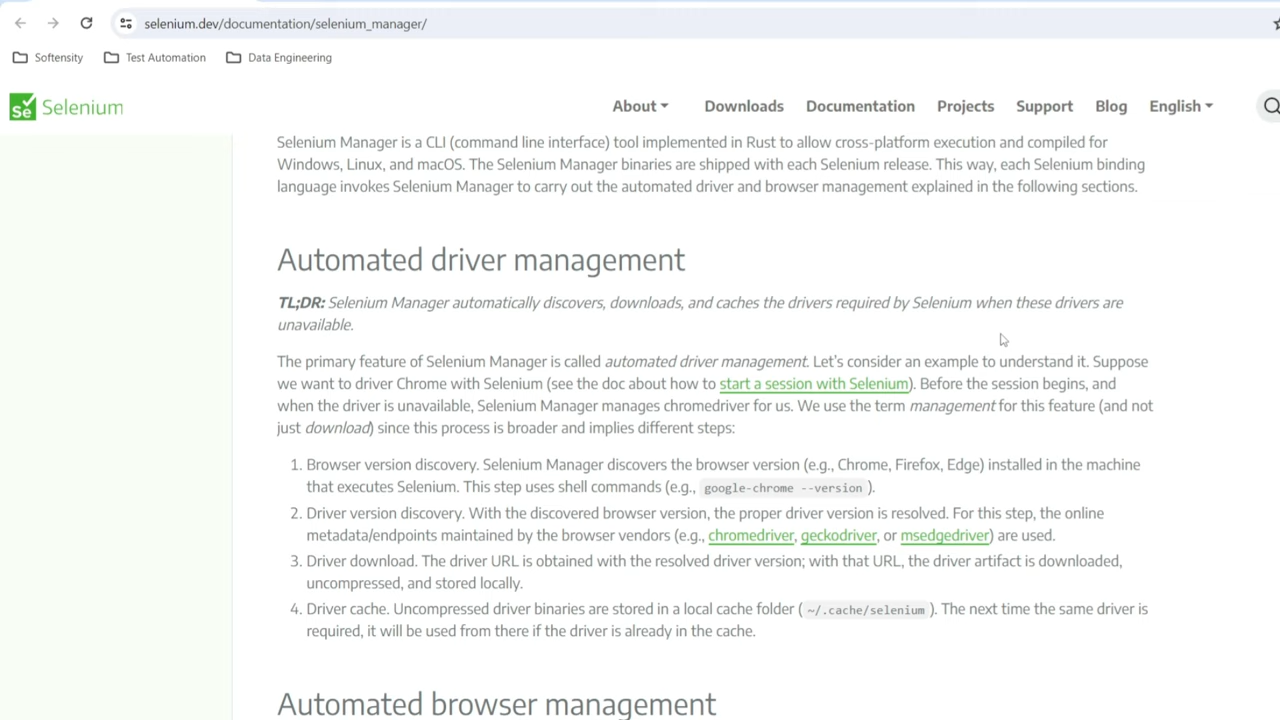 selenium.dev/documentation/selenium_manager/
Softensity Test Automation Data Engineering
Se Selenium About Downloads Documentation Projects Support Blog English
Selenium Manager is a CLI (command line interface) tool implemented in Rust to allow cross-platform execution and compiled for
Windows, Linux, and macOS. The Selenium Manager binaries are shipped with each Selenium release. This way, each Selenium binding
language invokes Selenium Manager to carry out the automated driver and browser management explained in the following sections.
Automated driver management
TL;DR: Selenium Manager automatically discovers, downloads, and caches the drivers required by Selenium when these drivers are
unavailable.
The primary feature of Selenium Manager is called automated driver management. Let's consider an example to understand it. Suppose
we want to driver Chrome with Selenium (see the doc about how to start a session with Selenium). Before the session begins, and
when the driver is unavailable, Selenium Manager manages chromedriver for us. We use the term management for this feature (and not
just download) since this process is broader and implies different steps:
1. Browser version discovery. Selenium Manager discovers the browser version (e.g., Chrome, Firefox, Edge) installed in the machine
that executes Selenium. This step uses shell commands (e.g., google-chrome --version ).
2. Driver version discovery. With the discovered browser version, the proper driver version is resolved. For this step, the online
metadata/endpoints maintained by the browser vendors (e.g., chromedriver, geckodriver, or msedgedriver) are used.
3. Driver download. The driver URL is obtained with the resolved driver version; with that URL, the driver artifact is downloaded,
uncompressed, and stored locally.
4. Driver cache. Uncompressed driver binaries are stored in a local cache folder ( ~/.cache/selenium ). The next time the same driver is
required, it will be used from there if the driver is already in the cache.
Automated browser management